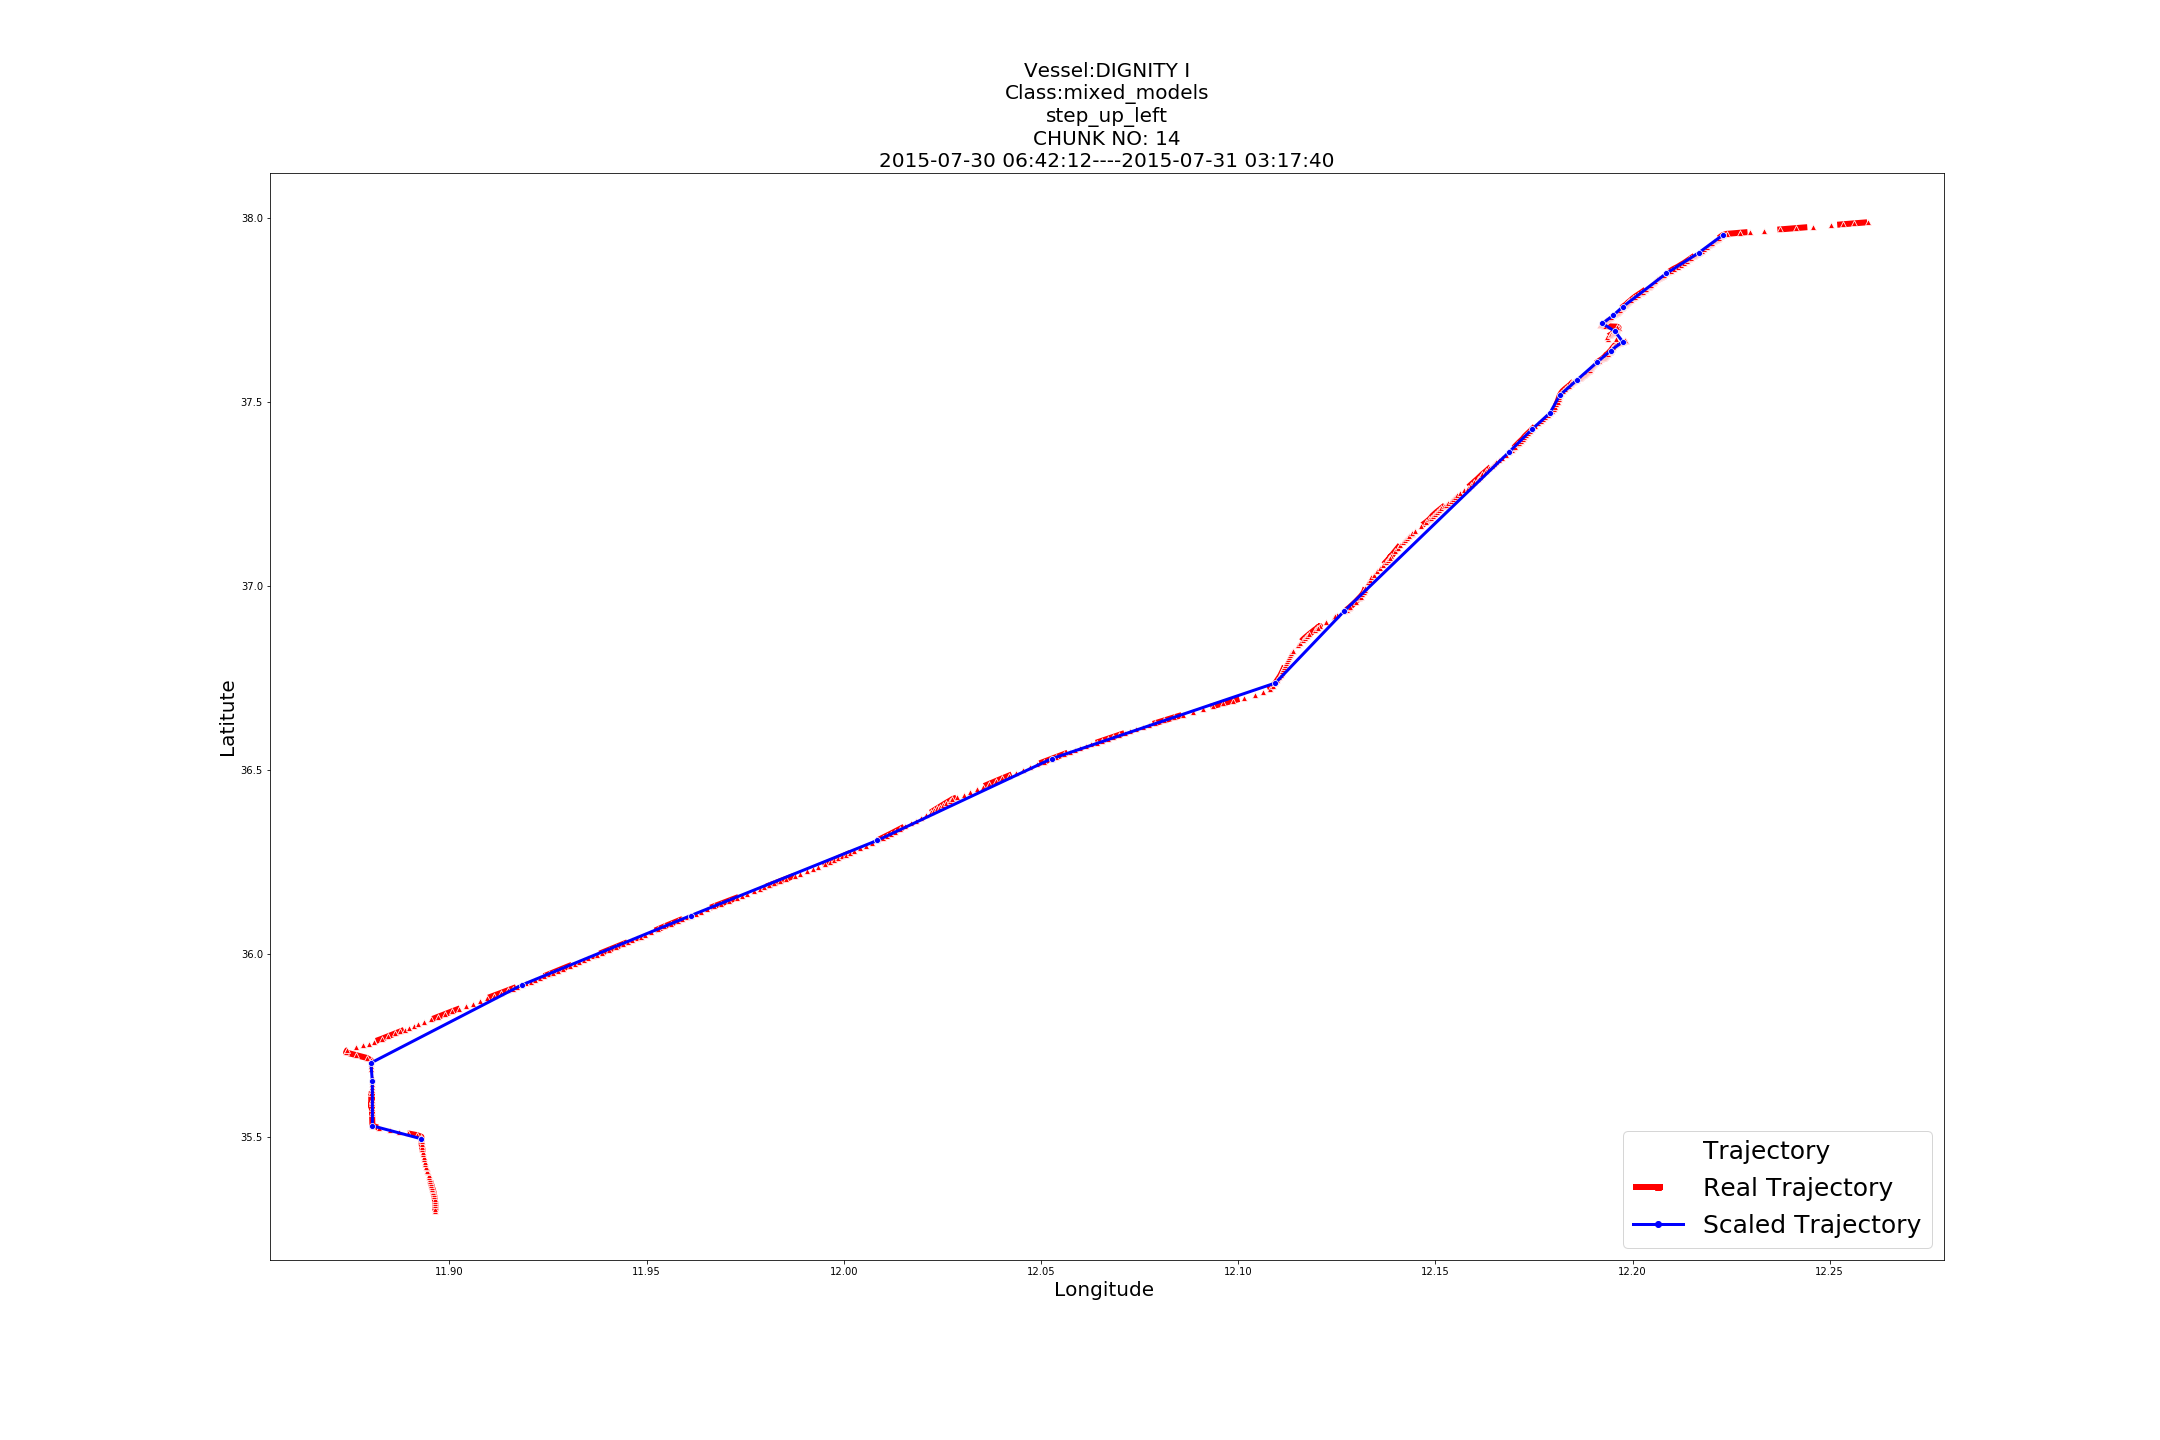 Vessel:DIGNITY I
Class:mixed_models
step_up_left
CHUNK NO: 14
2015-07-30 06:42:12----2015-07-31 03:17:40
38.0
37.5
37.0
36.5
36.0
35.5
Latitute
11.90 11.95 12.00 12.05 12.10 12.15 12.20 12.25
Longitude
Trajectory
Real Trajectory
Scaled Trajectory